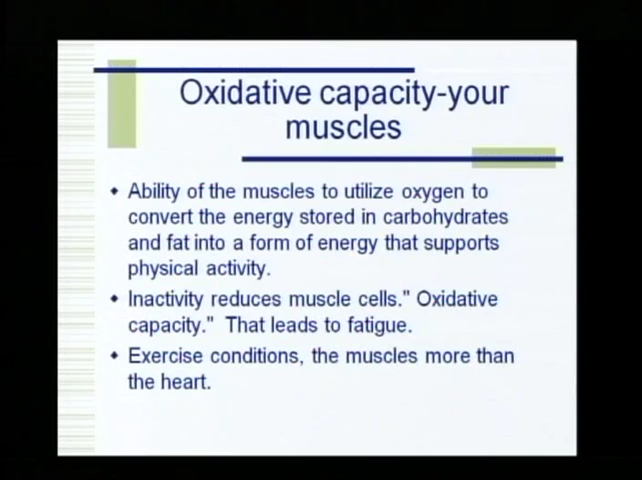 Oxidative capacity-your
muscles
Ability of the muscles to utilize oxygen to
convert the energy stored in carbohydrates
and fat into a form of energy that supports
physical activity.
Inactivity reduces muscle cells." Oxidative
capacity." That leads to fatigue.
Exercise conditions, the muscles more than
the heart.